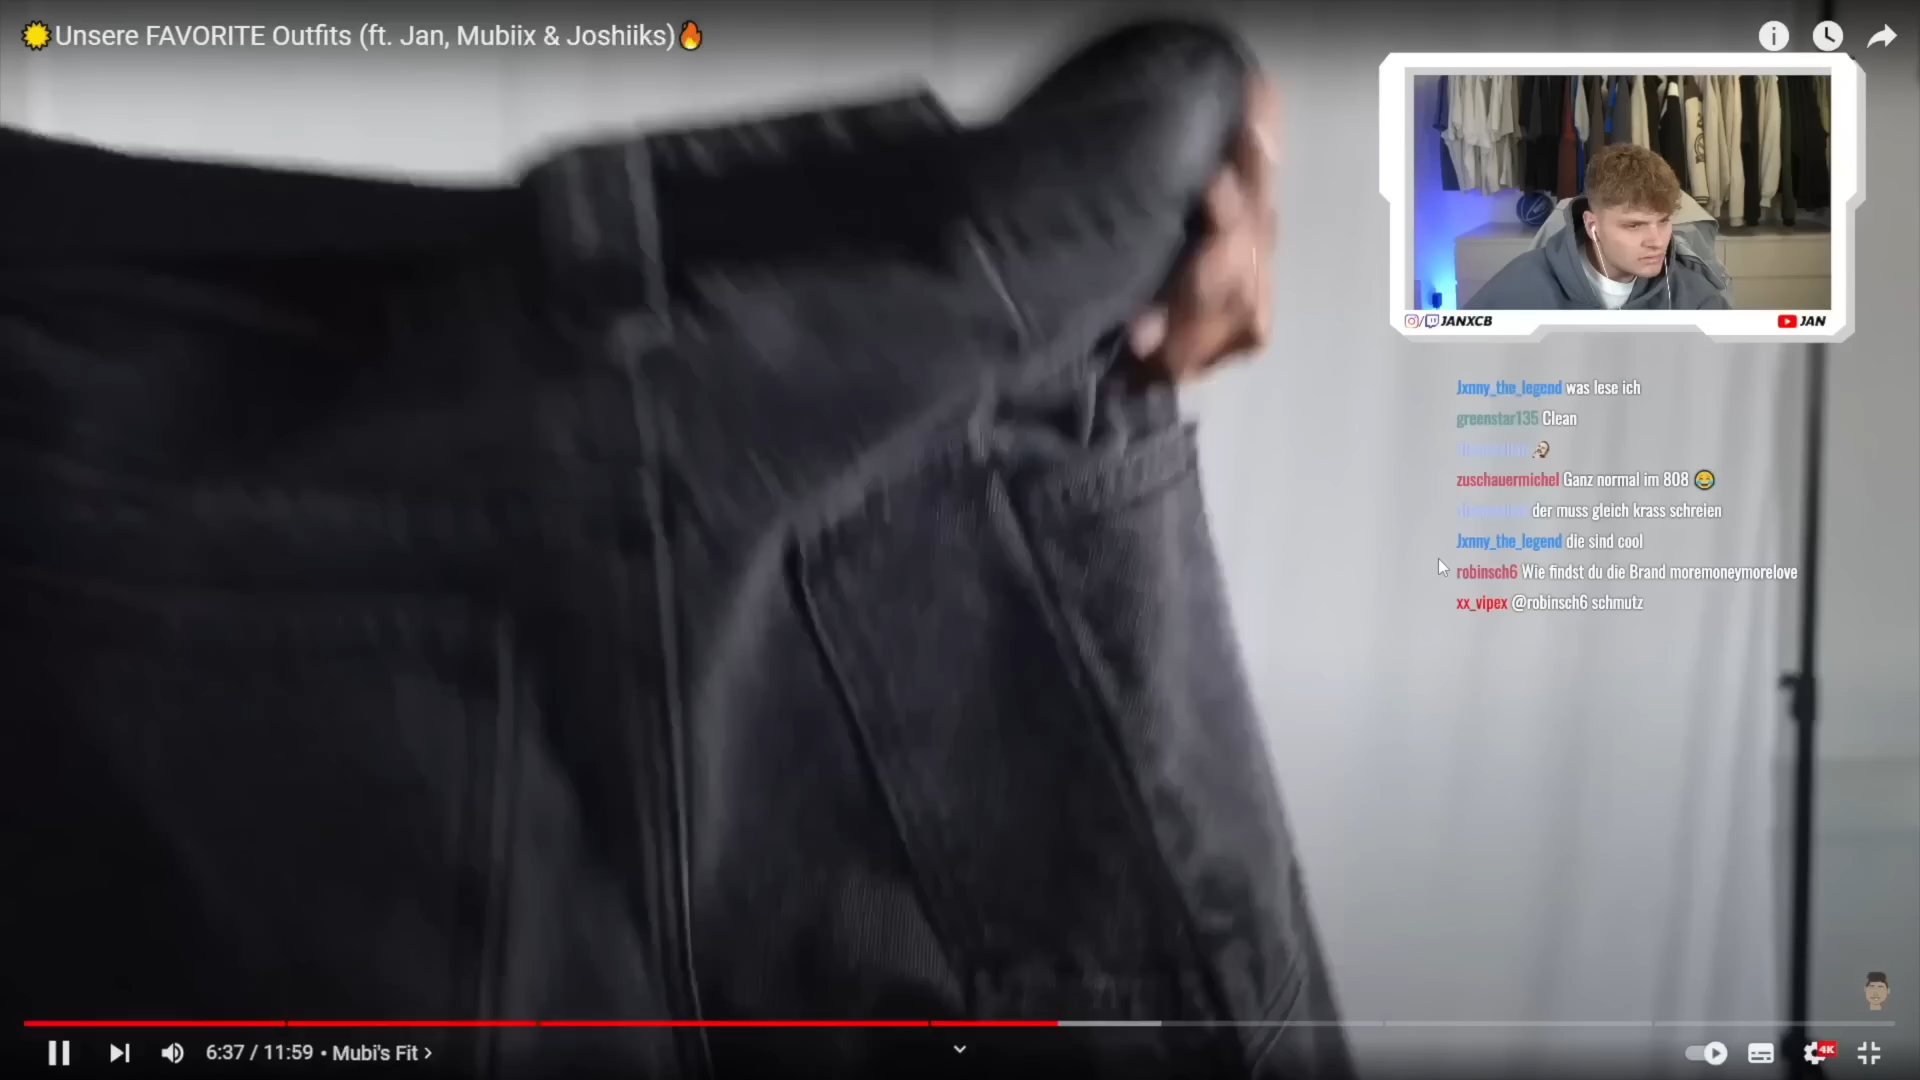 Unsere FAVORITE Outfits (ft. Jan, Mubiix & Joshiiks)
JANXCB
JAN
Jxnny_the_legend was lese ich
greenstar135 Clean
zuschauermichel Ganz normal im 808 😂
der muss gleich krass schreien
Jxnny_the_legend die sind cool
robinsch6 Wie findst du die Brand moremoneymorelove
xx_vipex @robinsch6 schmutz
6:37 / 11:59 • Mubi's Fit ›
4K